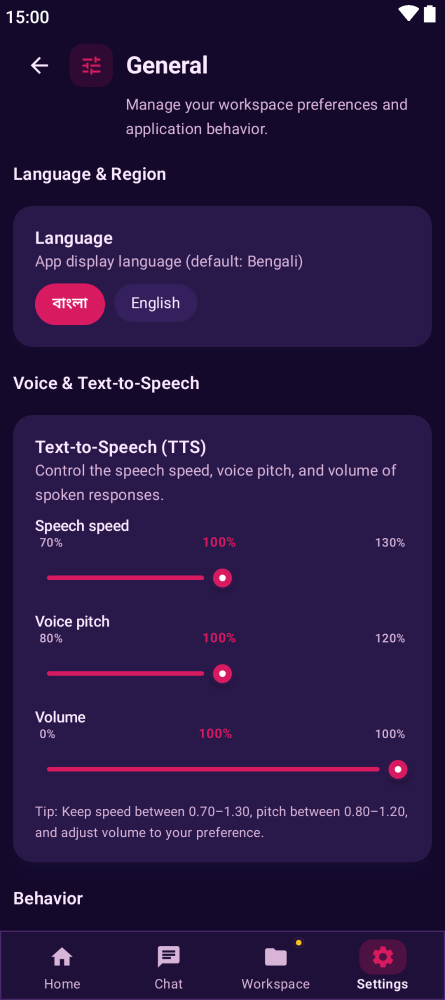 15:00
General
Manage your workspace preferences and
application behavior.
Language & Region
Language
App display language (default: Bengali)
বাংলা English
Voice & Text-to-Speech
Text-to-Speech (TTS)
Control the speech speed, voice pitch, and volume of
spoken responses.
Speech speed
70% 100% 130%
Voice pitch
80% 100% 120%
Volume
0% 100% 100%
Tip: Keep speed between 0.70–1.30, pitch between 0.80–1.20,
and adjust volume to your preference.
Behavior
Home Chat Workspace Settings